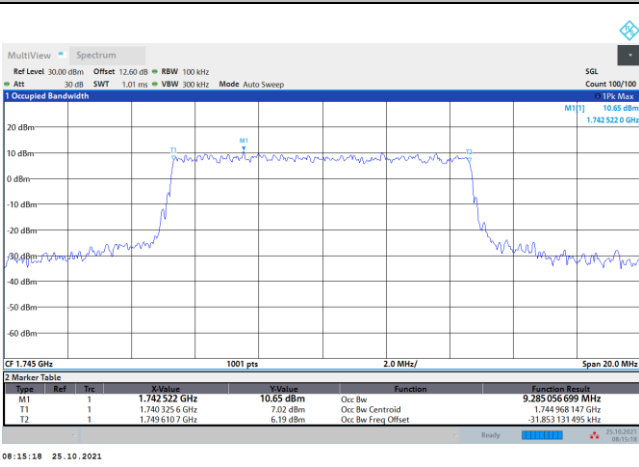 MultiView Spectrum
Ref Level 30.00 dBm Offset 12.60 dB RBW 100 kHz SGL
Att 30 dB SWT 1.01 ms VBW 300 kHz Mode Auto Sweep Count 100/100
1 Occupied Bandwidth 1Pk Max
M1[1] 10.65 dBm
1.742 522 0 GHz
20 dBm
M1
T1
T2
10 dBm
0 dBm
-10 dBm
-20 dBm
-30 dBm
-40 dBm
-50 dBm
-60 dBm
CF 1.745 GHz 1001 pts 2.0 MHz/ Span 20.0 MHz
2 Marker Table
Type Ref Trc X-Value Y-Value Function Function Result
M1 1 1.742 522 GHz 10.65 dBm Occ Bw 9.285 056 699 MHz
T1 1 1.740 325 6 GHz 7.02 dBm Occ Bw Centroid 1.744 968 147 GHz
T2 1 1.749 610 7 GHz 6.19 dBm Occ Bw Freq Offset -31.853 131 495 kHz
Ready 25.10.2021
08:15:18
08:15:18 25.10.2021